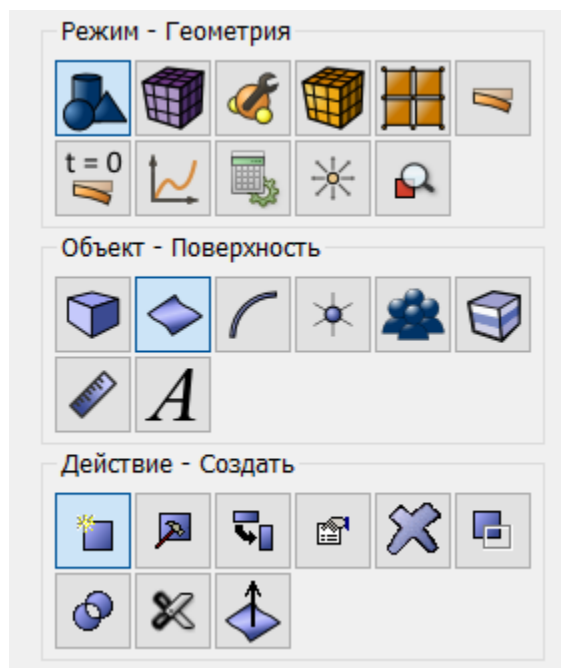 Режим - Геометрия
t = 0
Объект - Поверхность
A
Действие - Создать